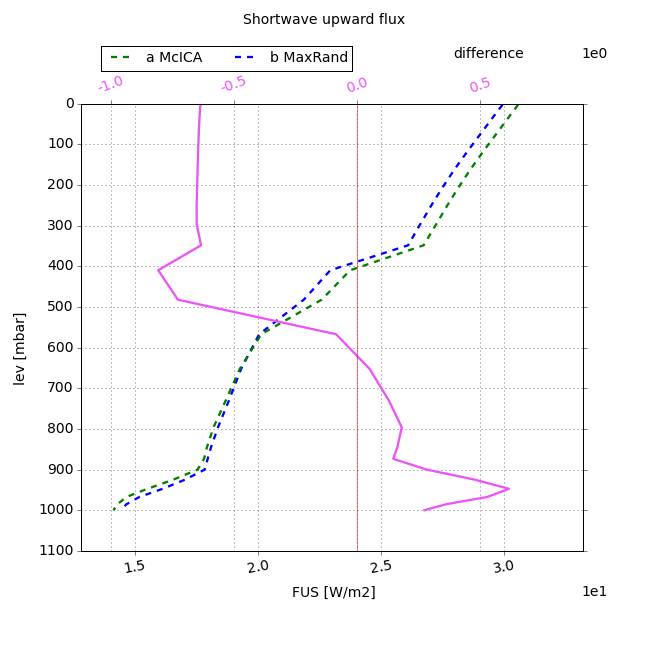 Shortwave upward flux
a McICA b MaxRand difference 1e0
-1.0 -0.5 0.0 0.5
0
100
200
300
400
500
600
700
800
900
1000
1100
lev [mbar]
1.5 2.0 2.5 3.0
FUS [W/m2] 1e1